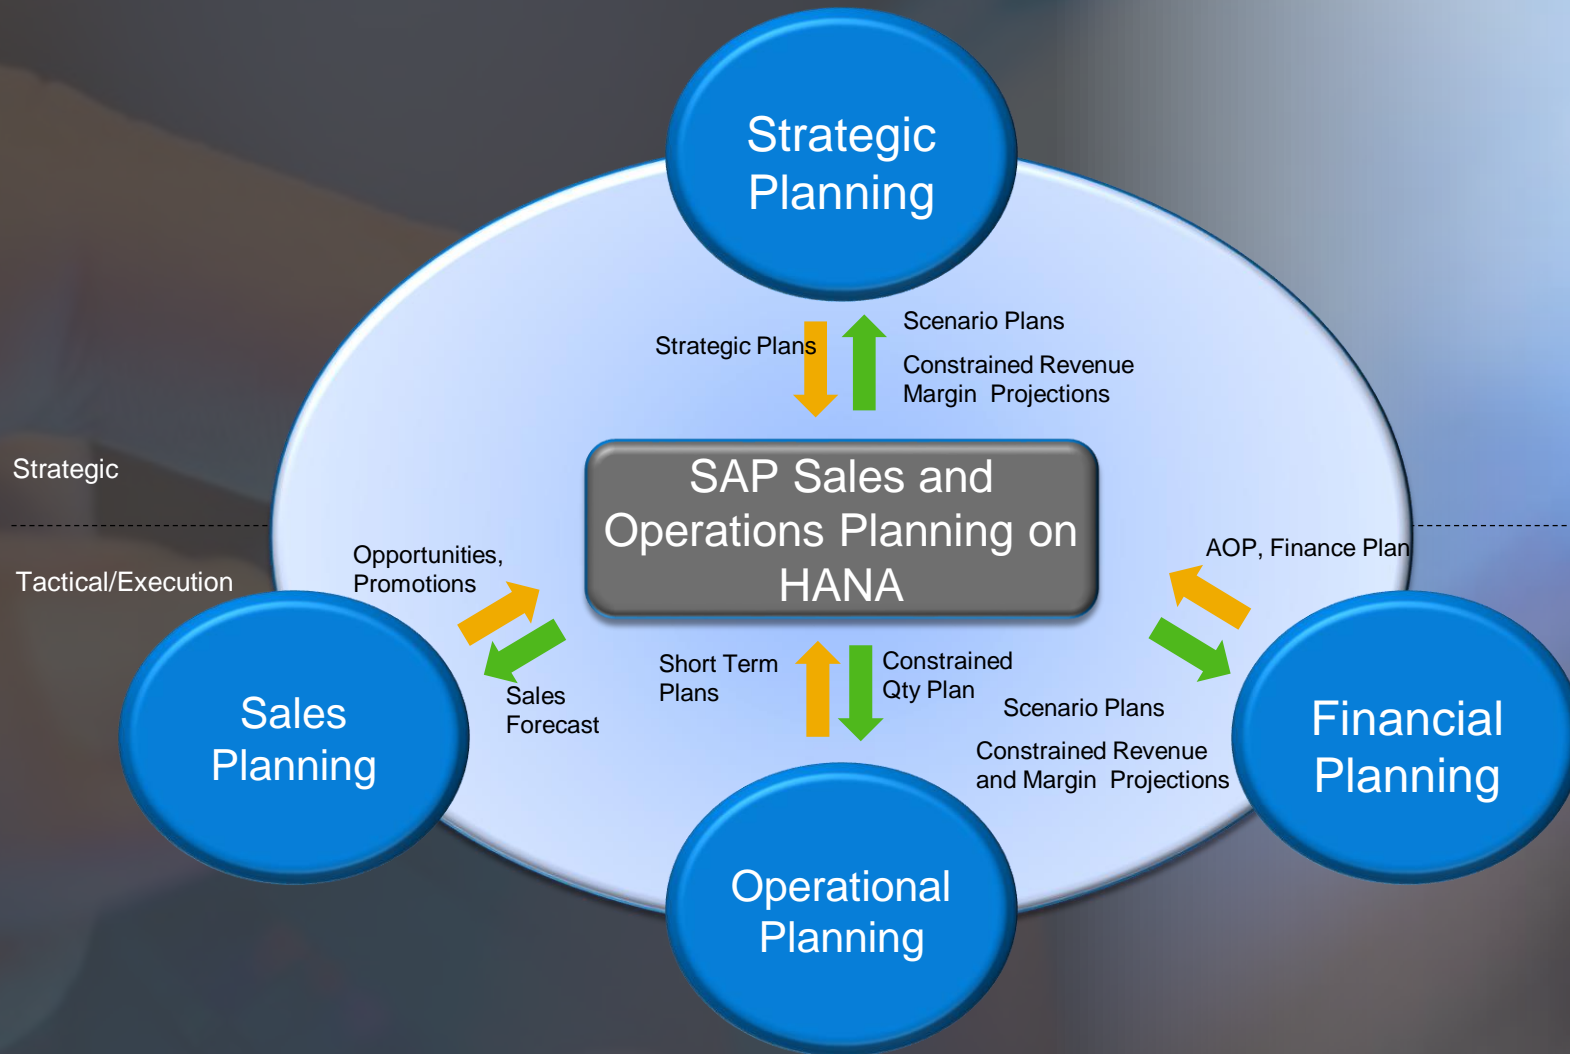 Strategic
Planning
Strategic Plans
Scenario Plans
Constrained Revenue
Margin Projections
Strategic
SAP Sales and
Operations Planning on
HANA
Tactical/Execution
Opportunities,
Promotions
AOP, Finance Plan
Sales
Forecast
Short Term
Plans
Constrained
Qty Plan
Scenario Plans
Constrained Revenue
and Margin Projections
Sales
Planning
Operational
Planning
Financial
Planning